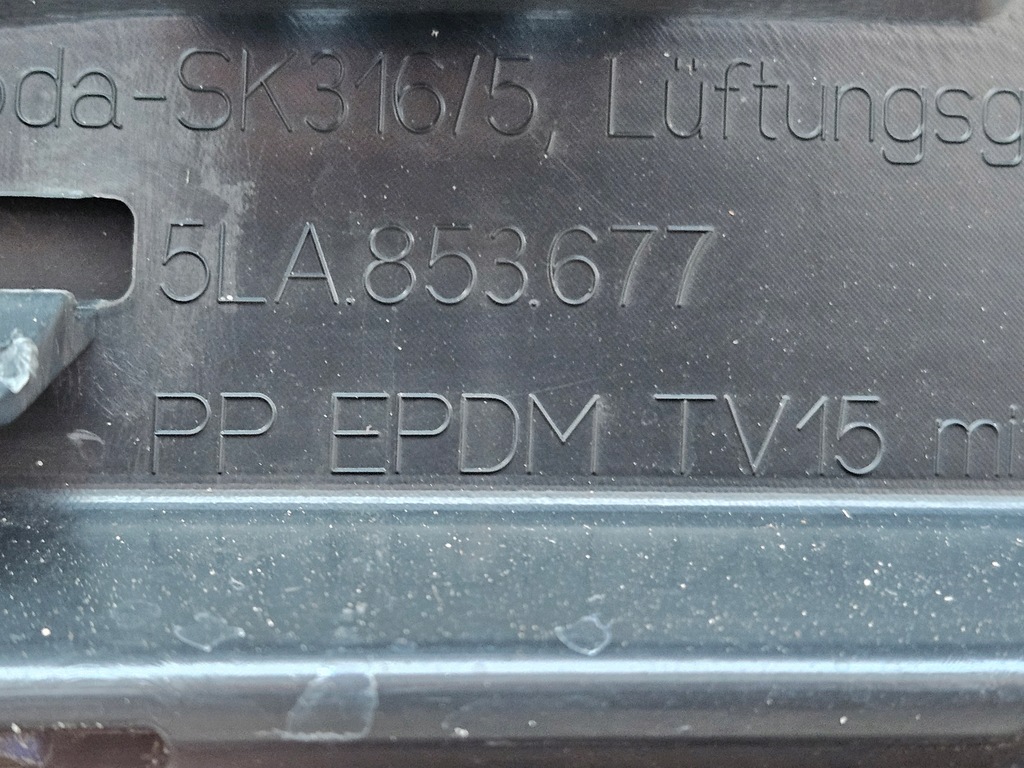 oda-SK316/5, Lüftungsg
5LA.853.677
PP EPDM TV15 mi